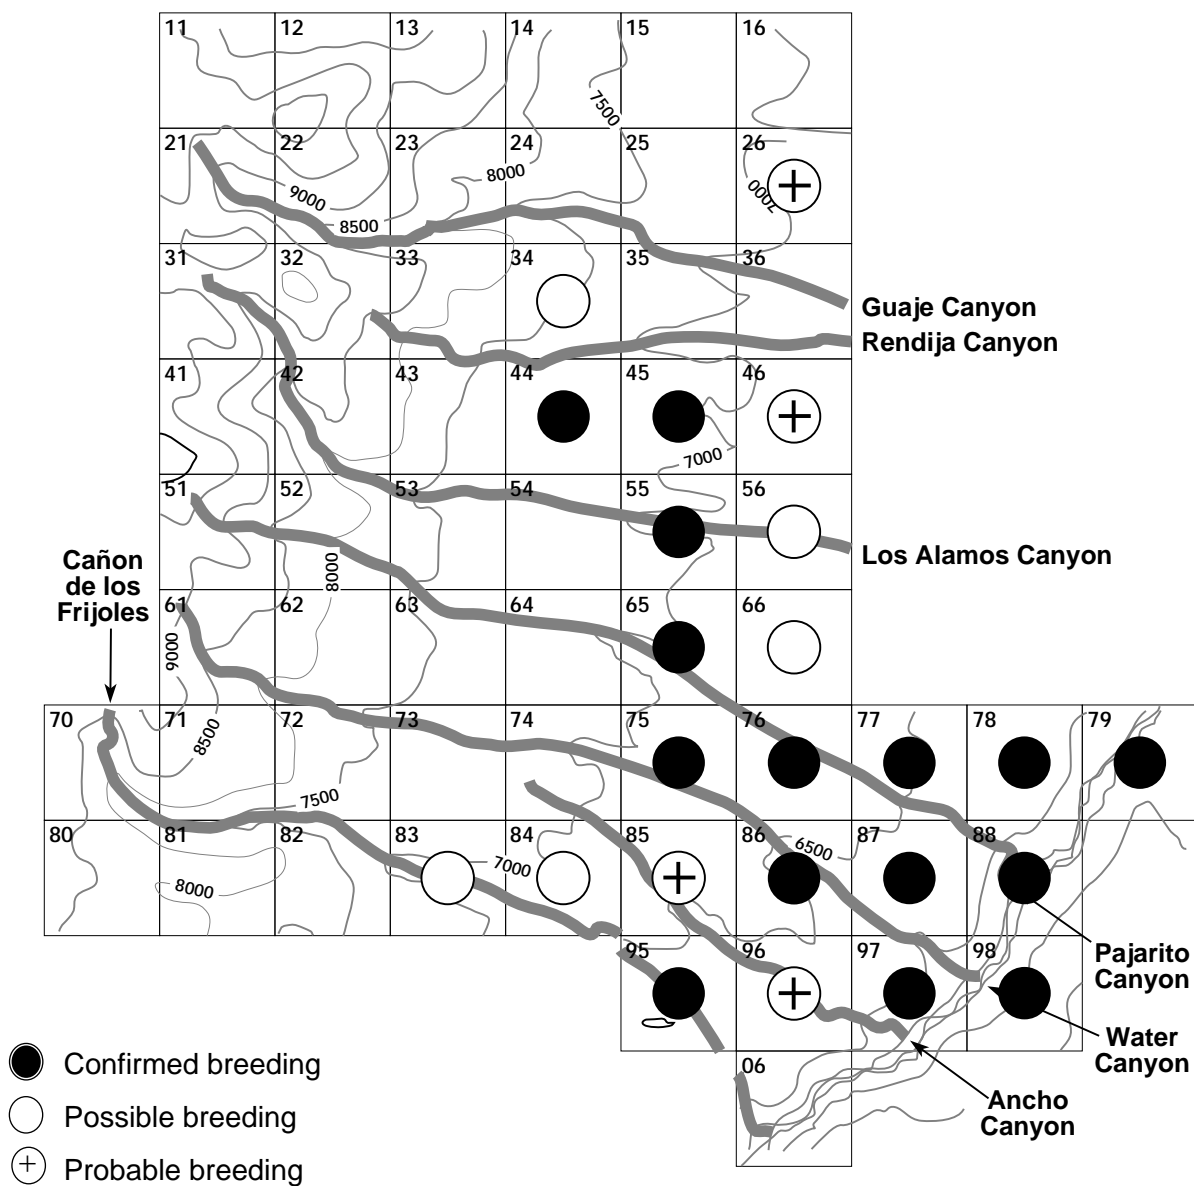 11 12 13 14 15 16
7500
21 22 23 24 25 26
8000
9000
7000
8500
31 32 33 34 35 36
Guaje Canyon
Rendija Canyon
41 42 43 44 45 46
7000
51 52 53 54 55 56
Los Alamos Canyon
Cañon
de los
Frijoles
8000
61 62 63 64 65 66
9000
70 71 72 73 74 75 76 77 78 79
8500
7500
80 81 82 83 84 85 86 87 88
6500
7000
8000
95 96 97 98
Pajarito
Canyon
Water
Canyon
06
Ancho
Canyon
Confirmed breeding
Possible breeding
Probable breeding